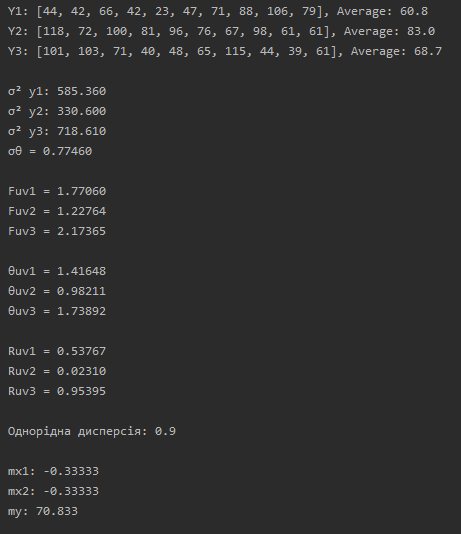 Y1: [44, 42, 66, 42, 23, 47, 71, 88, 106, 79], Average: 60.8
Y2: [118, 72, 100, 81, 96, 76, 67, 98, 61, 61], Average: 83.0
Y3: [101, 103, 71, 40, 48, 65, 115, 44, 39, 61], Average: 68.7
σ² y1: 585.360
σ² y2: 330.600
σ² y3: 718.610
σθ = 0.77460
Fuv1 = 1.77060
Fuv2 = 1.22764
Fuv3 = 2.17365
θuv1 = 1.41648
θuv2 = 0.98211
θuv3 = 1.73892
Ruv1 = 0.53767
Ruv2 = 0.02310
Ruv3 = 0.95395
Однорідна дисперсія: 0.9
mx1: -0.33333
mx2: -0.33333
my: 70.833